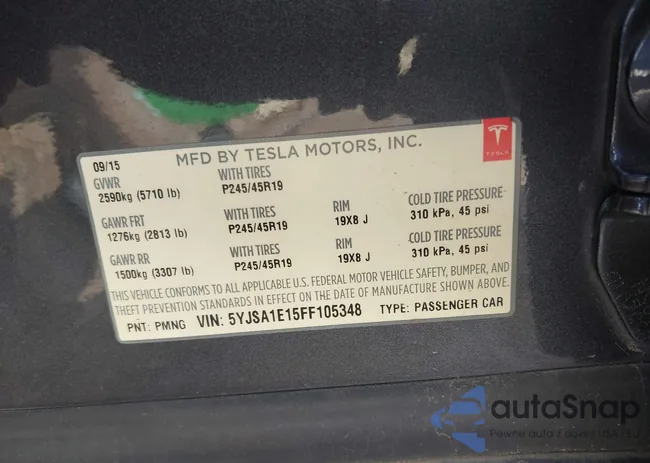 09/15 MFD BY TESLA MOTORS, INC. TESLA
GVWR WITH TIRES
2590kg (5710 lb) P245/45R19
GAWR FRT WITH TIRES RIM COLD TIRE PRESSURE
1276kg (2813 lb) P245/45R19 19X8 J 310 kPa, 45 psi
GAWR RR WITH TIRES RIM COLD TIRE PRESSURE
1500kg (3307 lb) P245/45R19 19X8 J 310 kPa, 45 psi
THIS VEHICLE CONFORMS TO ALL APPLICABLE U.S. FEDERAL MOTOR VEHICLE SAFETY, BUMPER, AND
THEFT PREVENTION STANDARDS IN EFFECT ON THE DATE OF MANUFACTURE SHOWN ABOVE.
PNT: PMNG VIN: 5YJSA1E15FF105348 TYPE: PASSENGER CAR
autoSnap
Pewne auto z